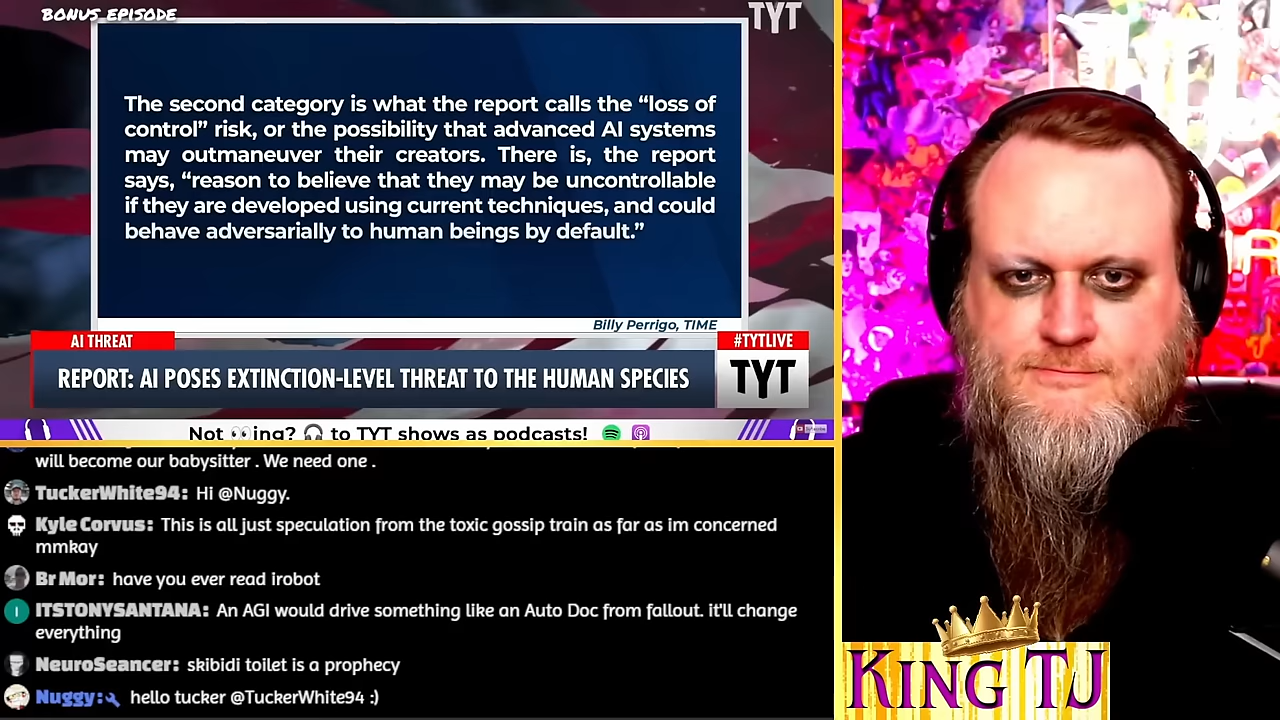 BONUS EPISODE
TYT
The second category is what the report calls the “loss of
control” risk, or the possibility that advanced AI systems
may outmaneuver their creators. There is, the report
says, “reason to believe that they may be uncontrollable
if they are developed using current techniques, and could
behave adversarially to human beings by default.”
Billy Perrigo, TIME
AI THREAT
#TYTLIVE
REPORT: AI POSES EXTINCTION-LEVEL THREAT TO THE HUMAN SPECIES
TYT
Not 👀ing? 🎧 to TYT shows as podcasts!
will become our babysitter . We need one .
TuckerWhite94: Hi @Nuggy.
Kyle Corvus: This is all just speculation from the toxic gossip train as far as im concerned
mmkay
Br Mor: have you ever read irobot
I
ITSTONYSANTANA: An AGI would drive something like an Auto Doc from fallout. it'll change
everything
NeuroSeancer: skibidi toilet is a prophecy
Nuggy: hello tucker @TuckerWhite94 :)
KING TJ